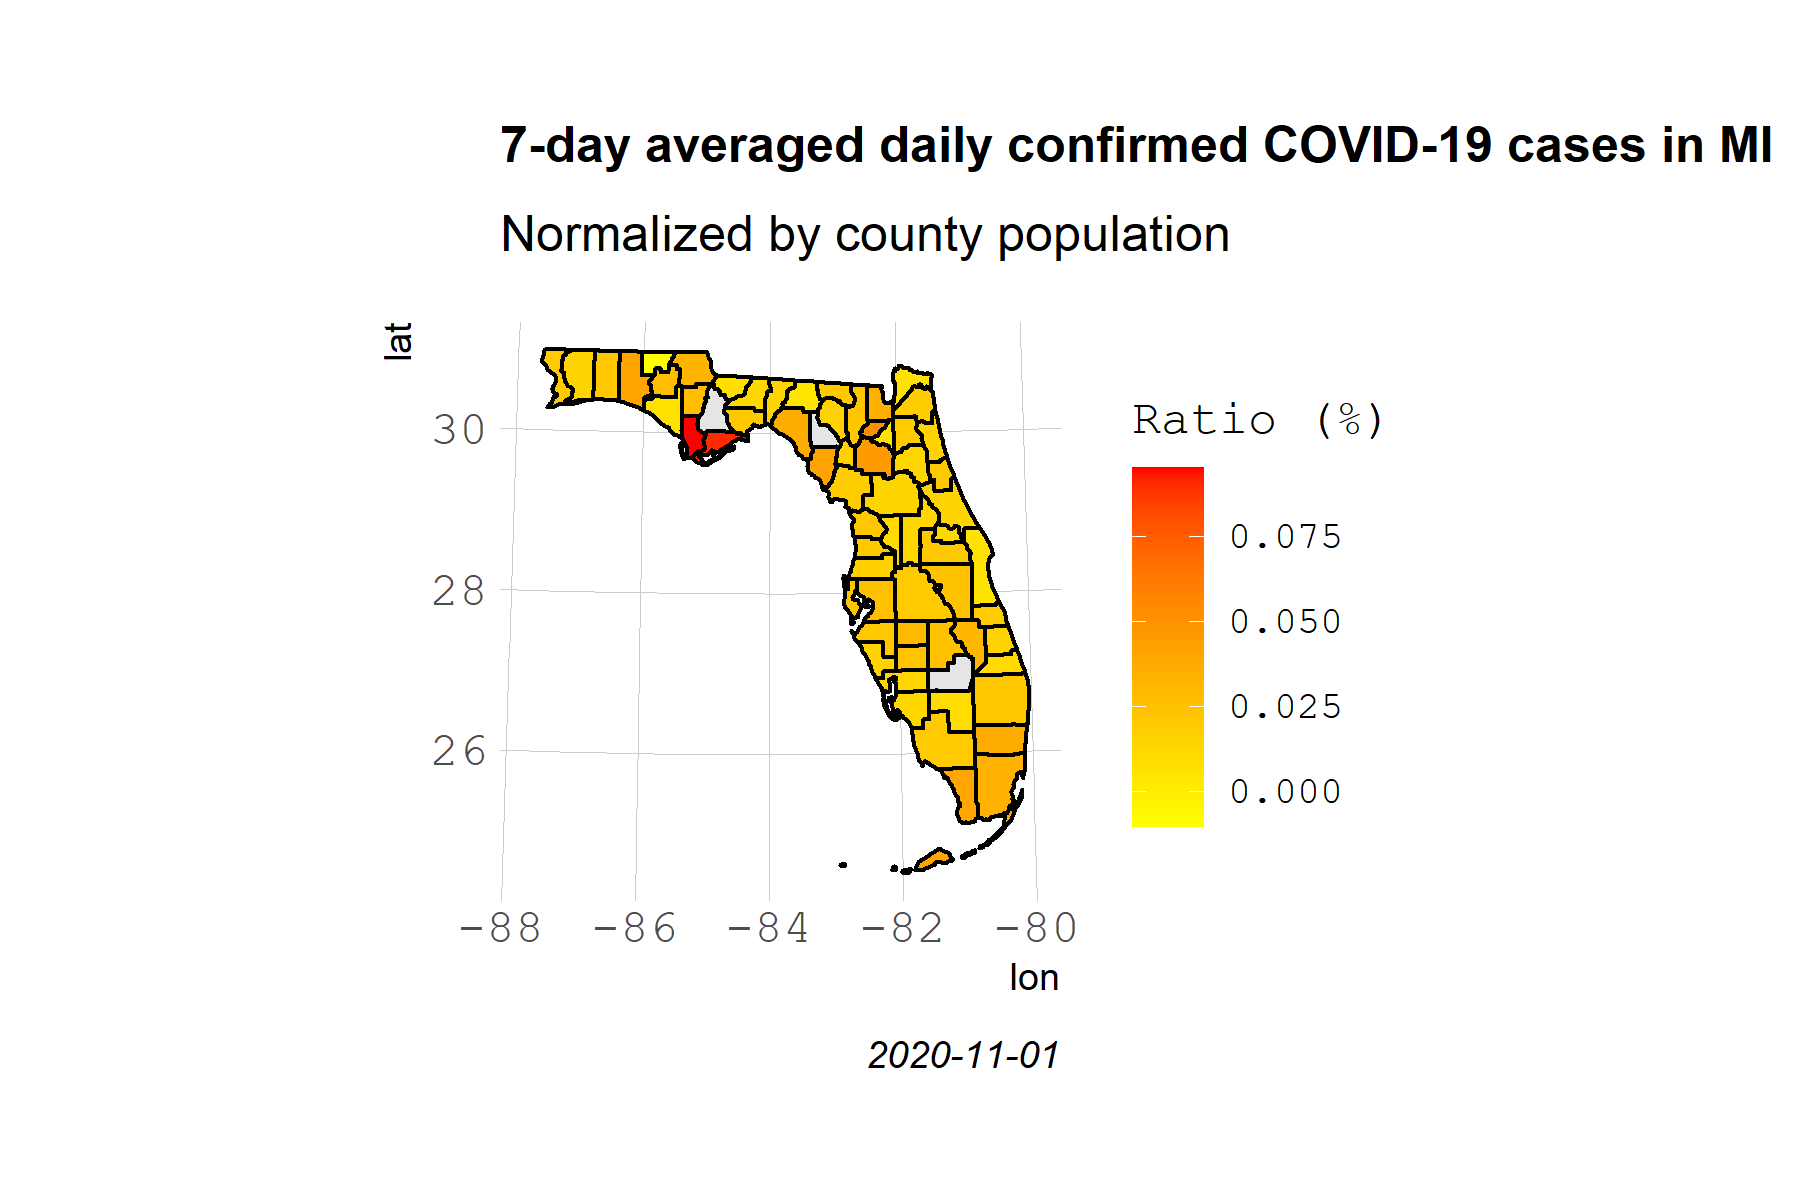 7-day averaged daily confirmed COVID-19 cases in MI
Normalized by county population
lat
30
28
26
-88 -86 -84 -82 -80
lon
Ratio (%)
0.075
0.050
0.025
0.000
2020-11-01